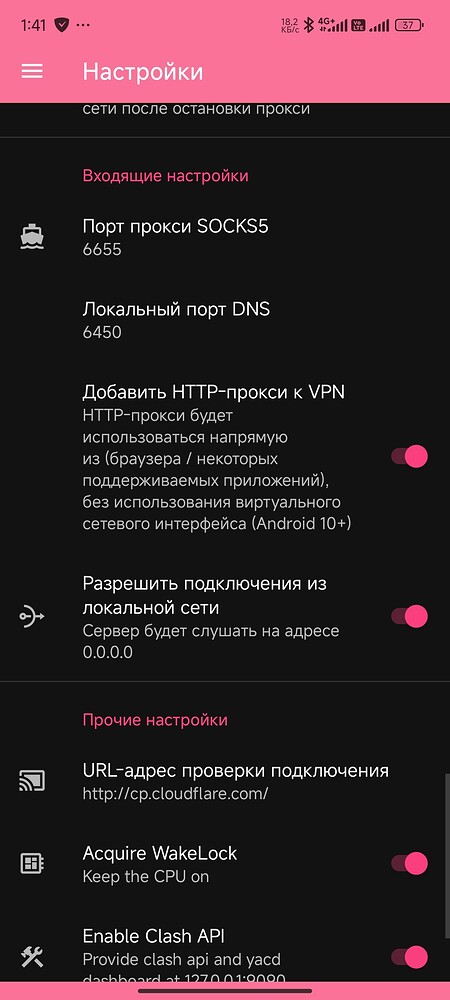 1:41 ··· 18,2 КБ/с 4G+ Vo LTE 37
Настройки
сети после остановки прокси
Входящие настройки
Порт прокси SOCKS5
6655
Локальный порт DNS
6450
Добавить HTTP-прокси к VPN
HTTP-прокси будет
использоваться напрямую
из (браузера / некоторых
поддерживаемых приложений),
без использования виртуального
сетевого интерфейса (Android 10+)
Разрешить подключения из
локальной сети
Сервер будет слушать на адресе
0.0.0.0
Прочие настройки
URL-адрес проверки подключения
http://cp.cloudflare.com/
Acquire WakeLock
Keep the CPU on
Enable Clash API
Provide clash api and yacd
dashboard at 127.0.0.1:9090